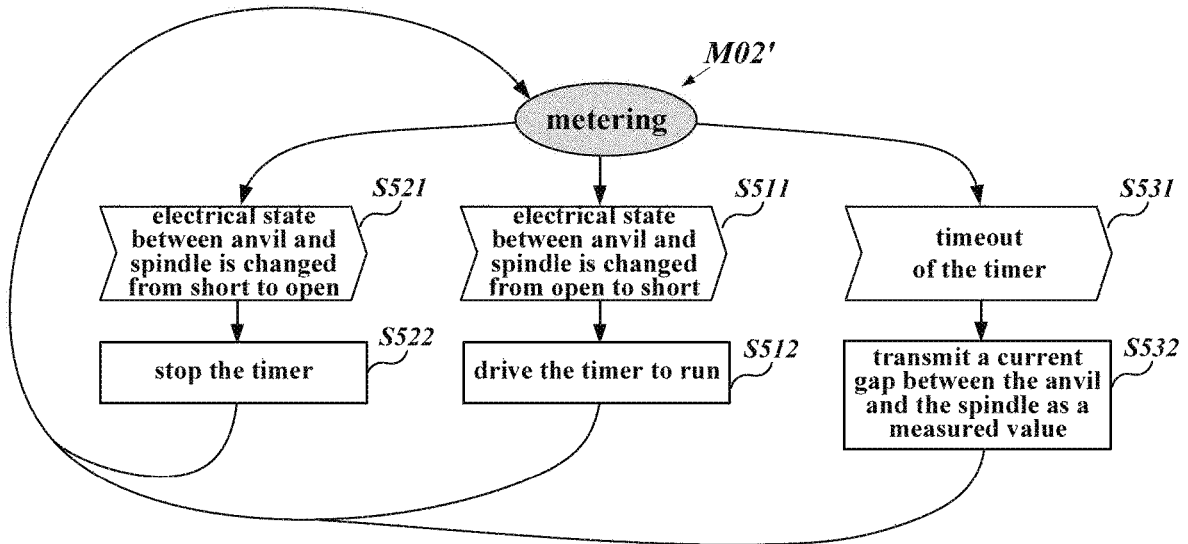 M02'
metering
S521
electrical state
between anvil and
spindle is changed
from short to open
S511
electrical state
between anvil and
spindle is changed
from open to short
S531
timeout
of the timer
S522
stop the timer
S512
drive the timer to run
S532
transmit a current
gap between the anvil
and the spindle as a
measured value